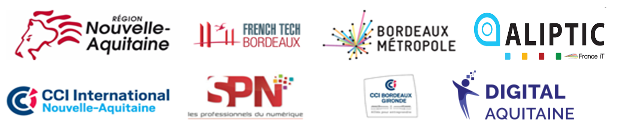 RÉGION
Nouvelle-
Aquitaine
FRENCH TECH
BORDEAUX
BORDEAUX
MÉTROPOLE
ALIPTIC
France IT
CCI International
Nouvelle-Aquitaine
SPN
les professionnels du numérique
CCI BORDEAUX
GIRONDE
DIGITAL
AQUITAINE